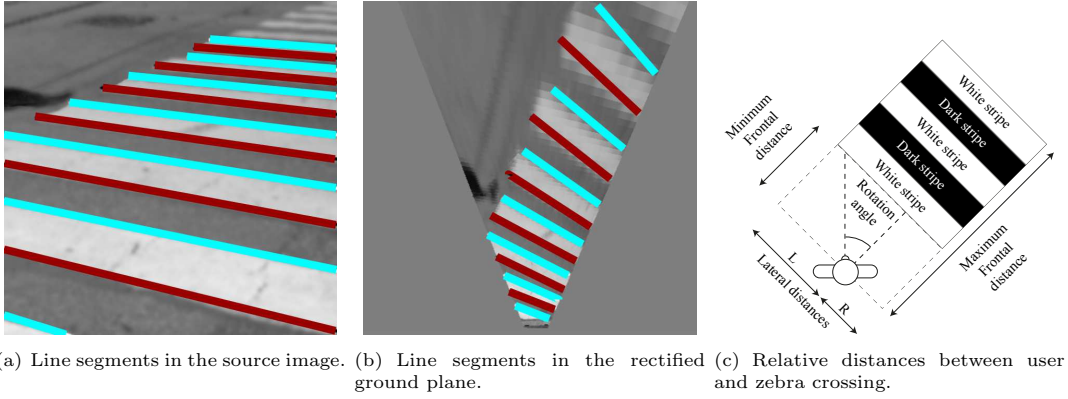 Minimum
Frontal
distance
White stripe
Dark stripe
White stripe
Dark stripe
White stripe
Rotation
angle
L
Lateral distances
R
Maximum
Frontal
distance
a) Line segments in the source image.
(b) Line segments in the rectified
ground plane.
(c) Relative distances between user
and zebra crossing.